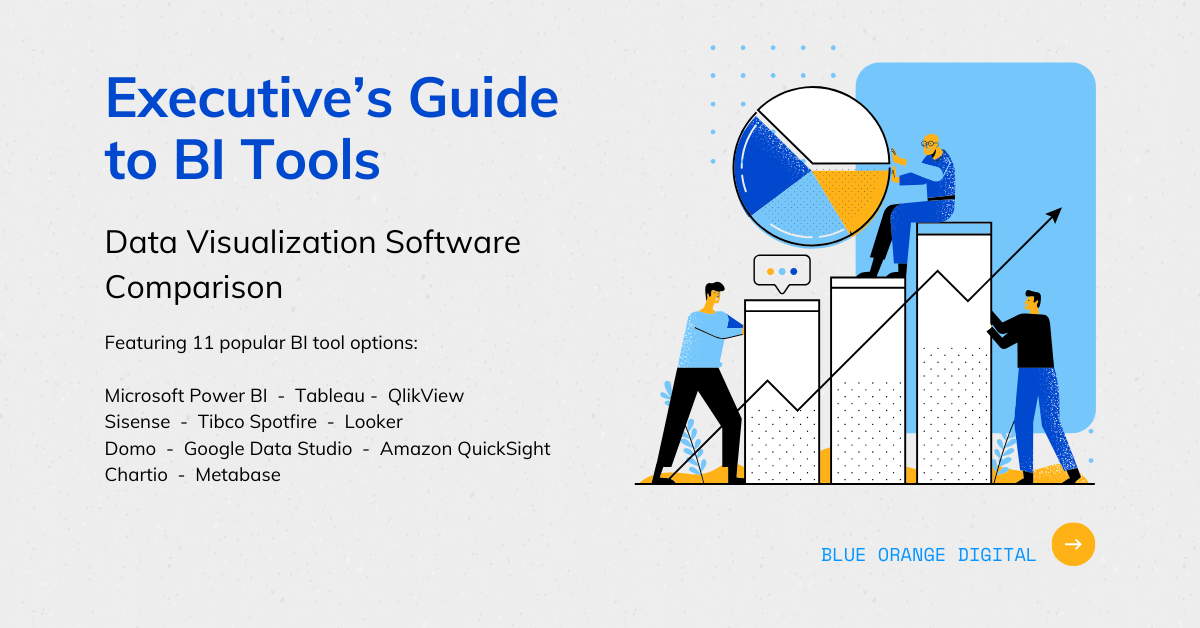 Executive’s Guide
to BI Tools
Data Visualization Software
Comparison
Featuring 11 popular BI tool options:
Microsoft Power BI - Tableau - QlikView
Sisense - Tibco Spotfire - Looker
Domo - Google Data Studio - Amazon QuickSight
Chartio - Metabase
BLUE ORANGE DIGITAL